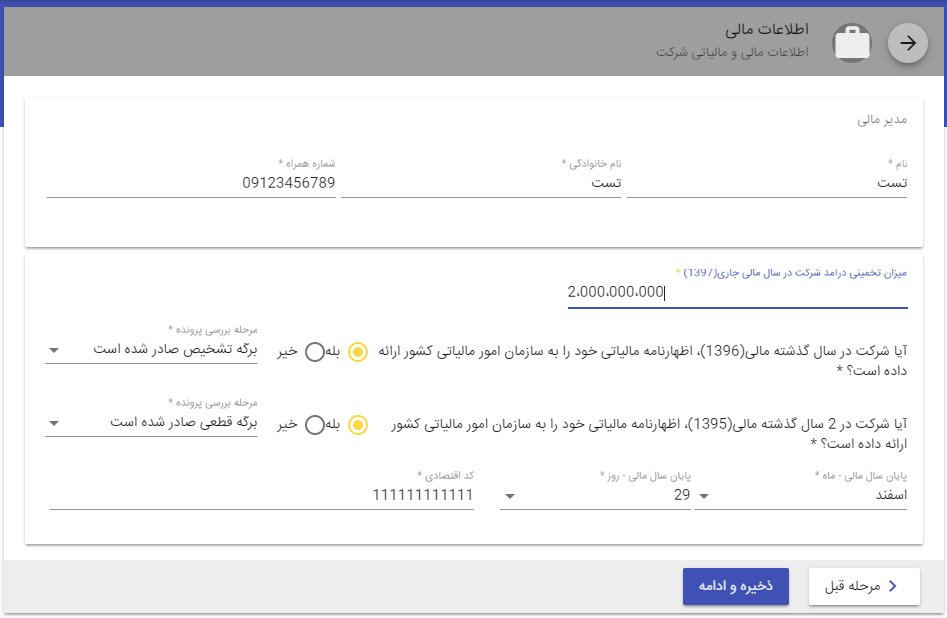 اطلاعات مالی
اطلاعات مالی و مالیاتی شرکت
مدیر مالی
نام *
تست
نام خانوادگی *
تست
شماره همراه *
09123456789
میزان تخمینی درآمد شرکت در سال مالی جاری(1397) *
2،000،000،000
آیا شرکت در سال گذشته مالی(1396)، اظهارنامه مالیاتی خود را به سازمان امور مالیاتی کشور ارائه
داده است؟ *
بله
خیر
مرحله بررسی پرونده *
برگه تشخیص صادر شده است
آیا شرکت در 2 سال گذشته مالی(1395)، اظهارنامه مالیاتی خود را به سازمان امور مالیاتی کشور
ارائه داده است؟ *
بله
خیر
مرحله بررسی پرونده *
برگه قطعی صادر شده است
پایان سال مالی - ماه *
اسفند
پایان سال مالی - روز *
29
کد اقتصادی *
111111111111
مرحله قبل
ذخیره و ادامه